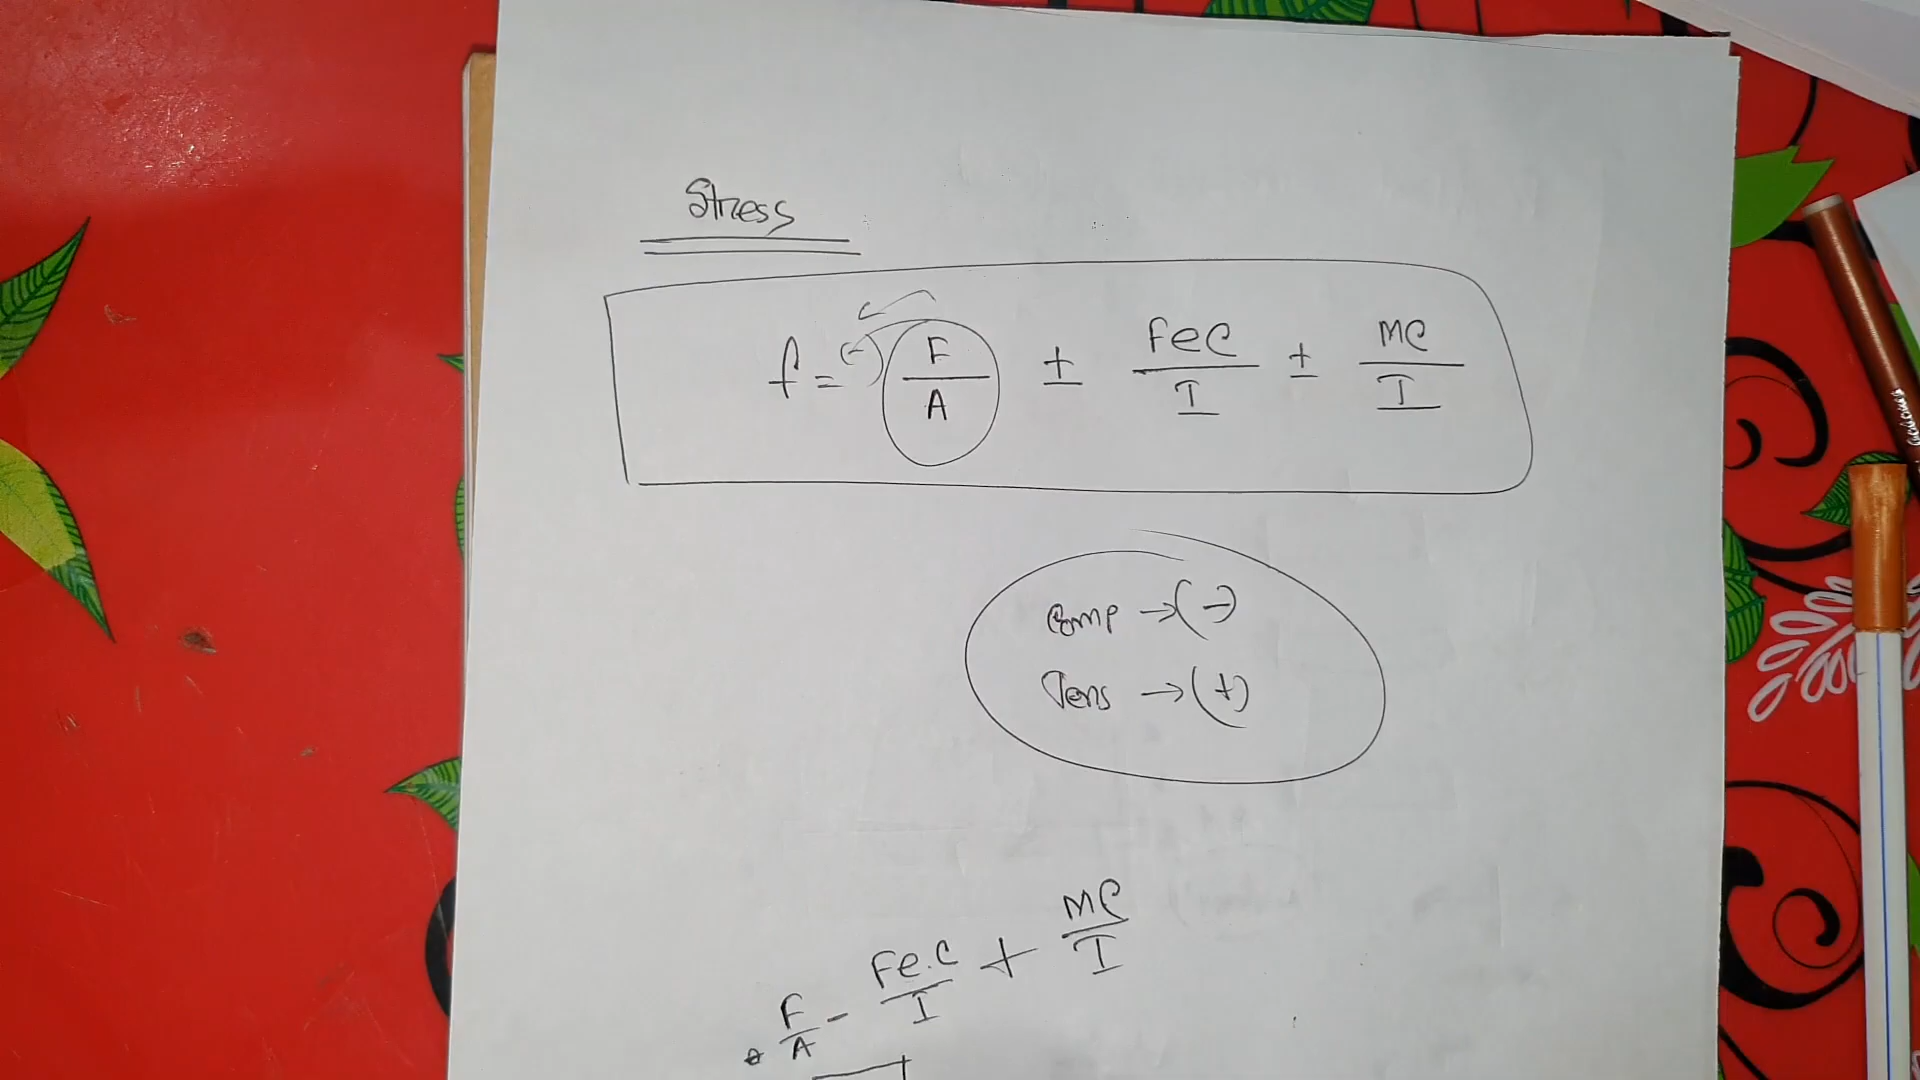 Stress
f = (-) F/A ± Fec/I ± Mc/I
Comp → (-)
Tens → (+)
F/A - Fe.c/I + Mc/I